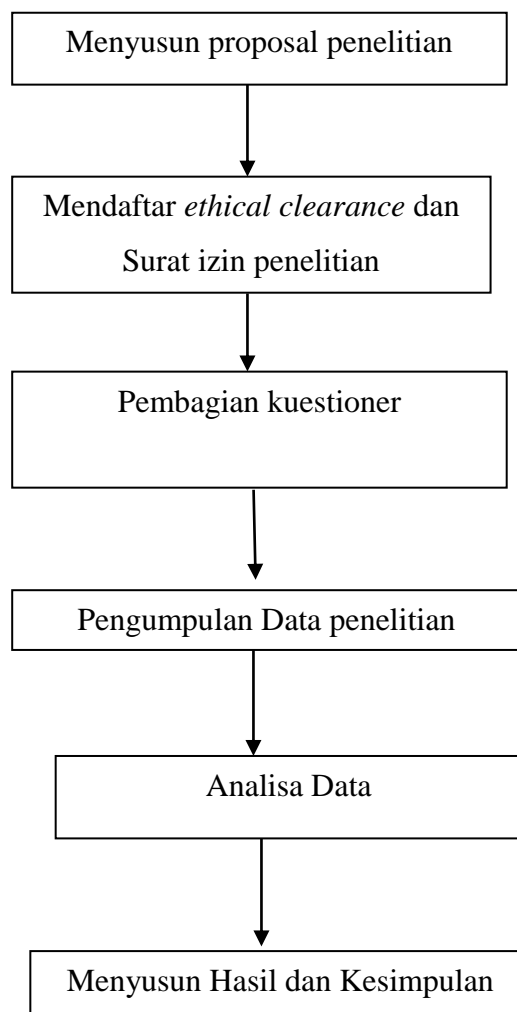 Menyusun proposal penelitian
Mendaftar ethical clearance dan
Surat izin penelitian
Pembagian kuestioner
Pengumpulan Data penelitian
Analisa Data
Menyusun Hasil dan Kesimpulan